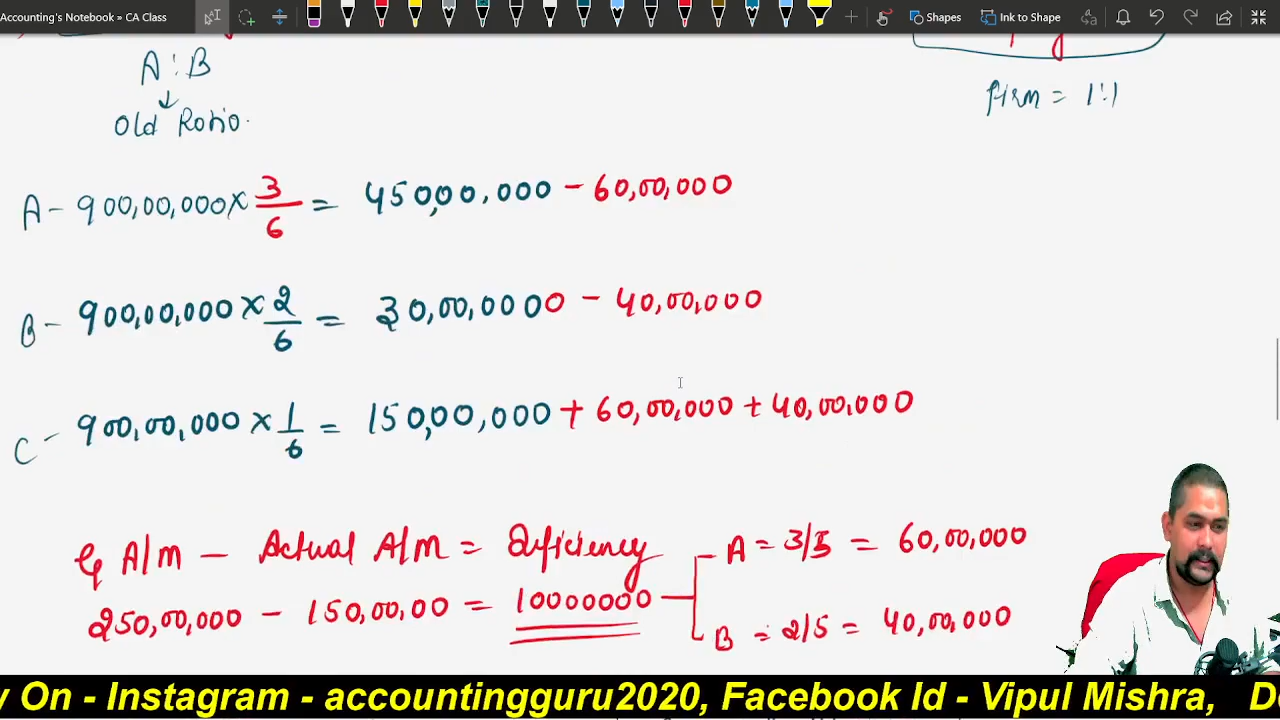 Accounting's Notebook » CA Class
Shapes
Ink to Shape
A : B
Old Ratio.
firm = 1:1
A - 900,00,000 x 3/6 = 450,00,000 - 60,00,000
B - 900,00,000 x 2/6 = 30,00,0000 - 40,00,000
C - 900,00,000 x 1/6 = 150,00,000 + 60,00,000 + 40,00,000
G A/M - Actual A/M = Deficiency
A = 3/5 = 60,00,000
250,00,000 - 150,00,00 = 10000000
B = 2/5 = 40,00,000
y On - Instagram - accountingguru2020, Facebook Id - Vipul Mishra, D